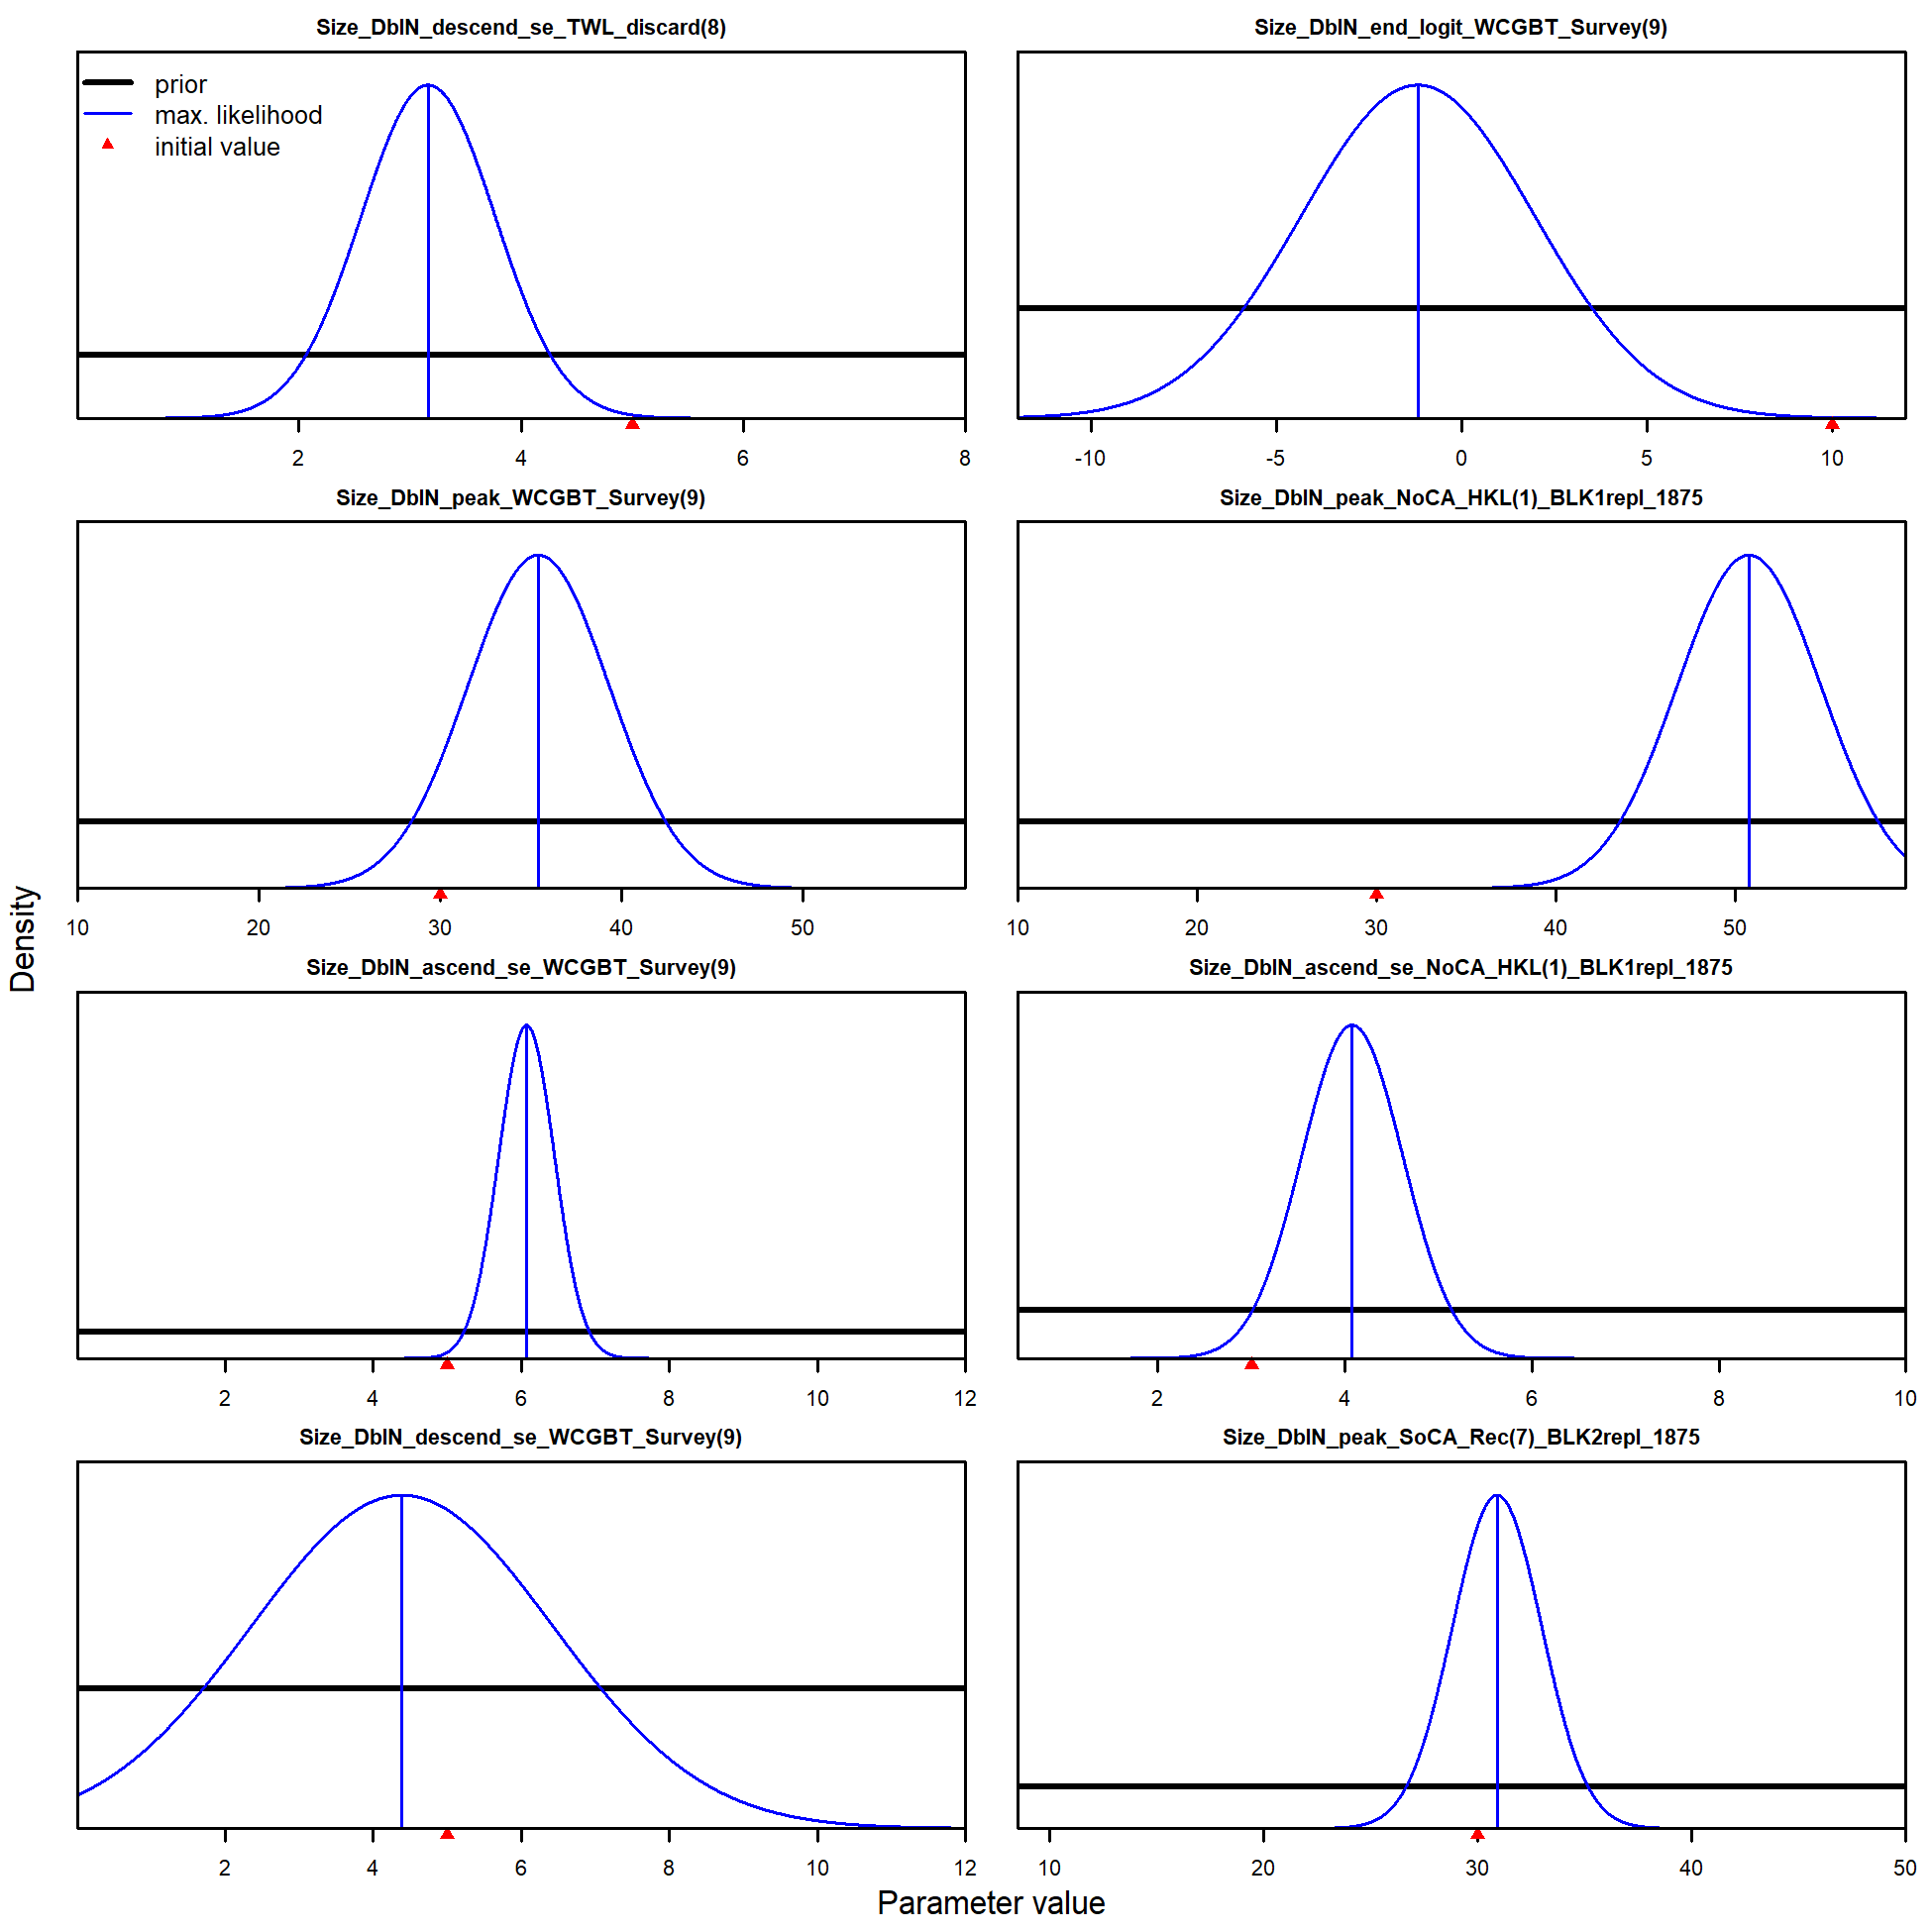 Size_DblN_descend_se_TWL_discard(8)
prior
max. likelihood
initial value
2 4 6 8
Size_DblN_end_logit_WCGBT_Survey(9)
-10 -5 0 5 10
Size_DblN_peak_WCGBT_Survey(9)
10 20 30 40 50
Size_DblN_peak_NoCA_HKL(1)_BLK1repl_1875
10 20 30 40 50
Size_DblN_ascend_se_WCGBT_Survey(9)
2 4 6 8 10 12
Size_DblN_ascend_se_NoCA_HKL(1)_BLK1repl_1875
2 4 6 8 10
Size_DblN_descend_se_WCGBT_Survey(9)
2 4 6 8 10 12
Size_DblN_peak_SoCA_Rec(7)_BLK2repl_1875
10 20 30 40 50
Density
Parameter value